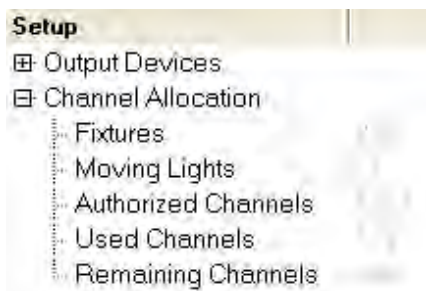 Setup
Output Devices
Channel Allocation
Fixtures
Moving Lights
Authorized Channels
Used Channels
Remaining Channels